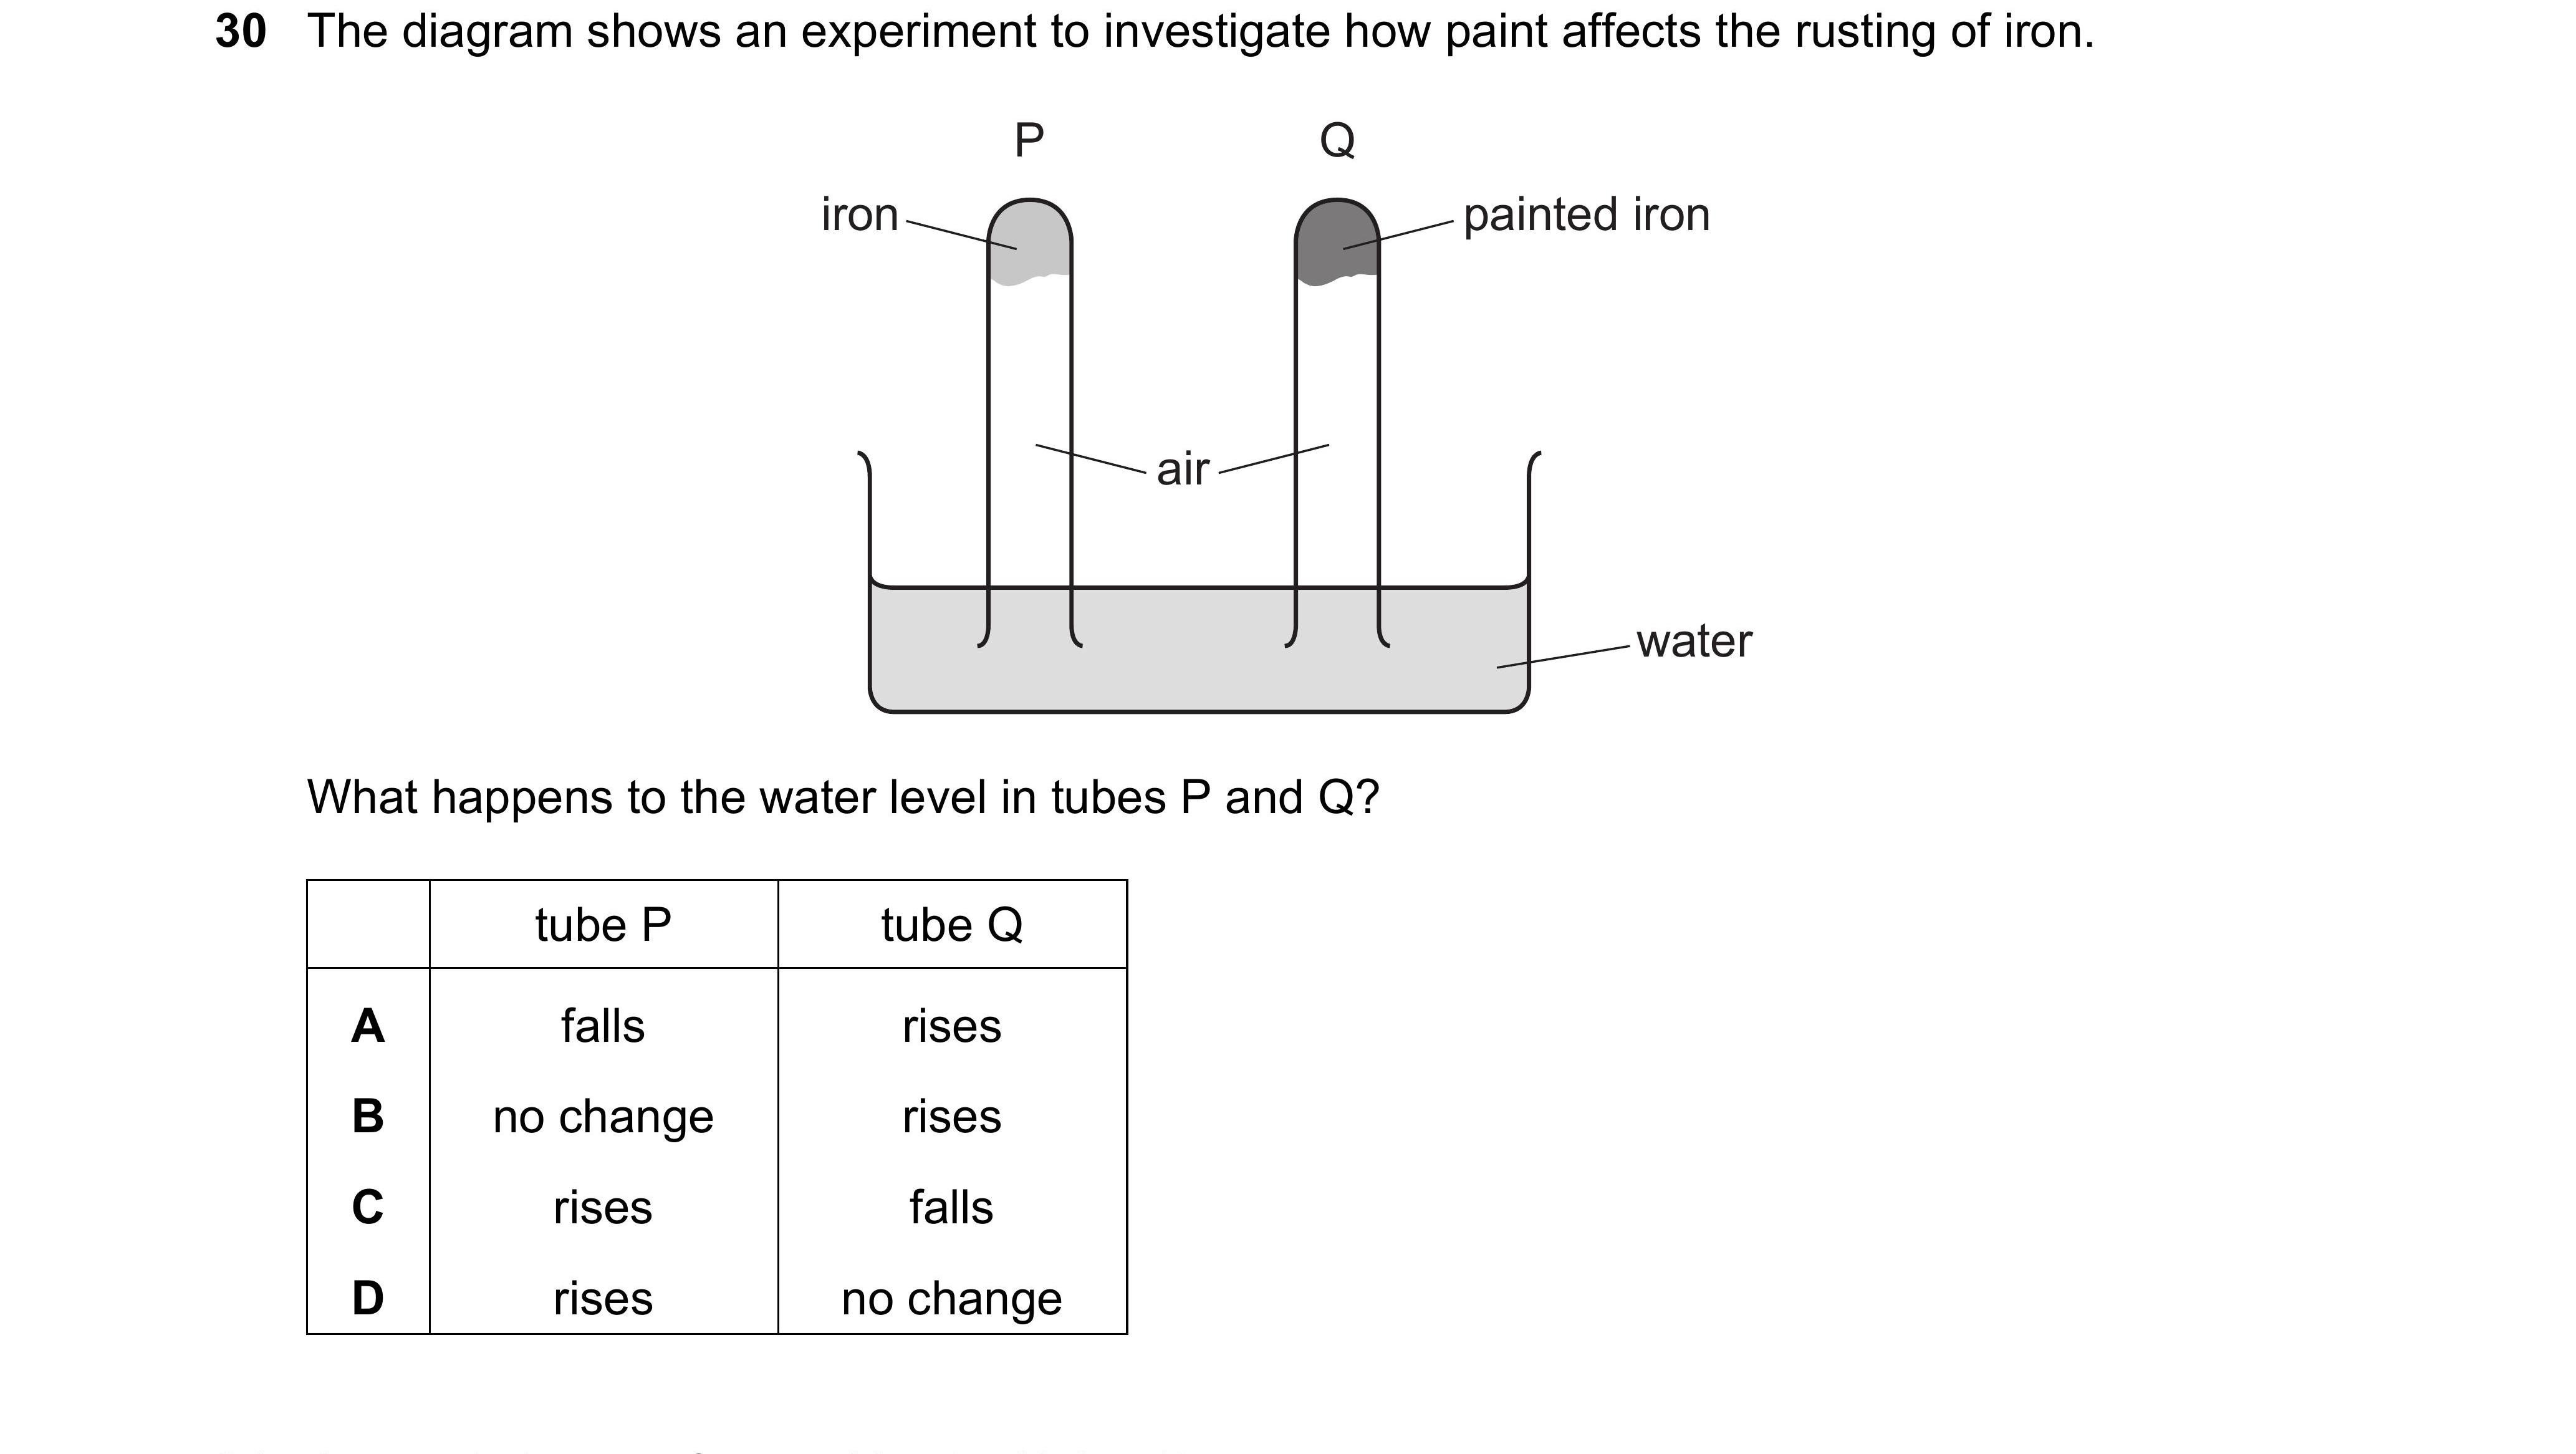 30 The diagram shows an experiment to investigate how paint affects the rusting of iron.
P Q
iron painted iron
air
water
What happens to the water level in tubes P and Q?
tube P tube Q
A falls rises
B no change rises
C rises falls
D rises no change